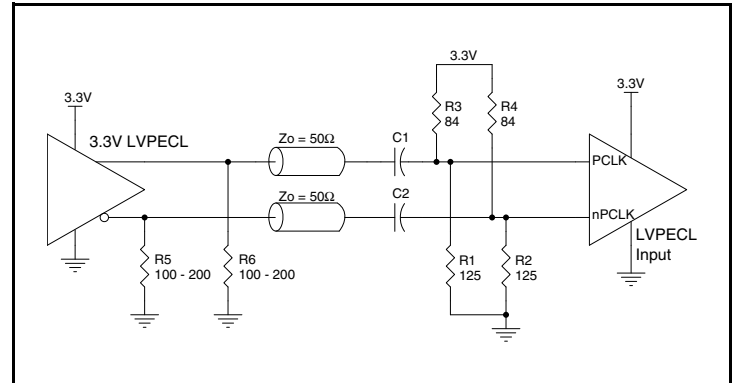 3.3V
3.3V LVPECL
R5
100 - 200
R6
100 - 200
Zo = 50Ω
Zo = 50Ω
C1
C2
3.3V
R3
84
R4
84
R1
125
R2
125
3.3V
PCLK
nPCLK
LVPECL
Input